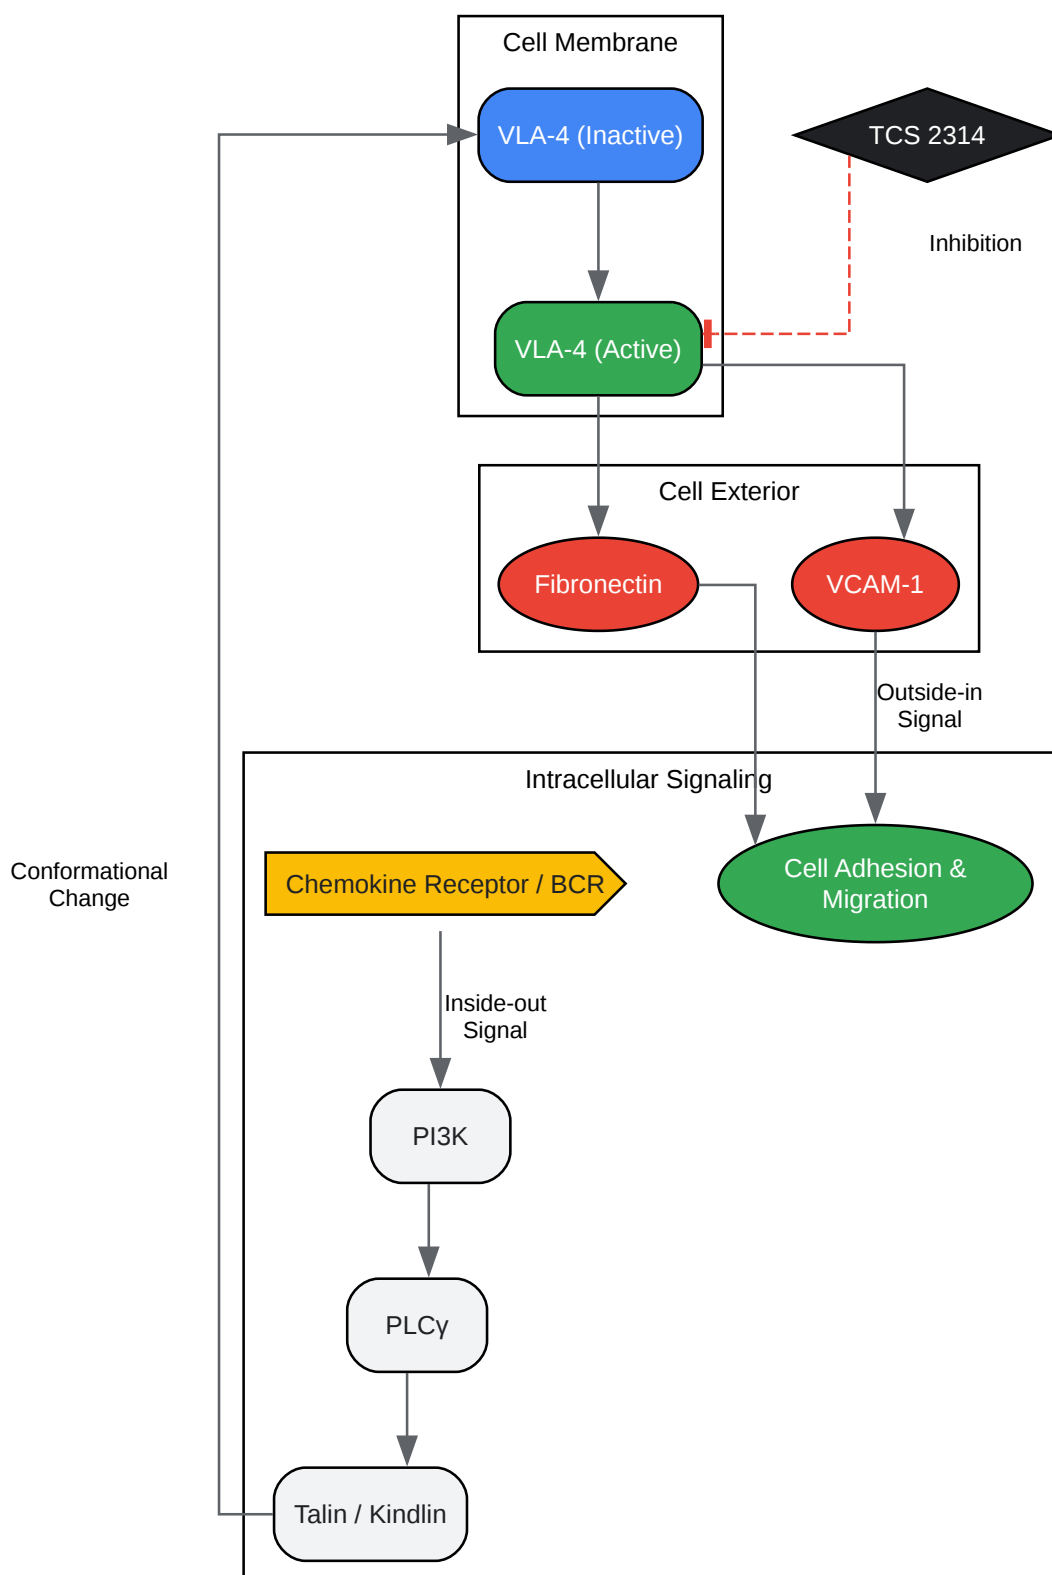 Cell Membrane
VLA-4 (Inactive)
TCS 2314
Inhibition
VLA-4 (Active)
Cell Exterior
Fibronectin
VCAM-1
Outside-in
Signal
Intracellular Signaling
Conformational
Change
Chemokine Receptor / BCR
Cell Adhesion &
Migration
Inside-out
Signal
PI3K
PLCγ
Talin / Kindlin